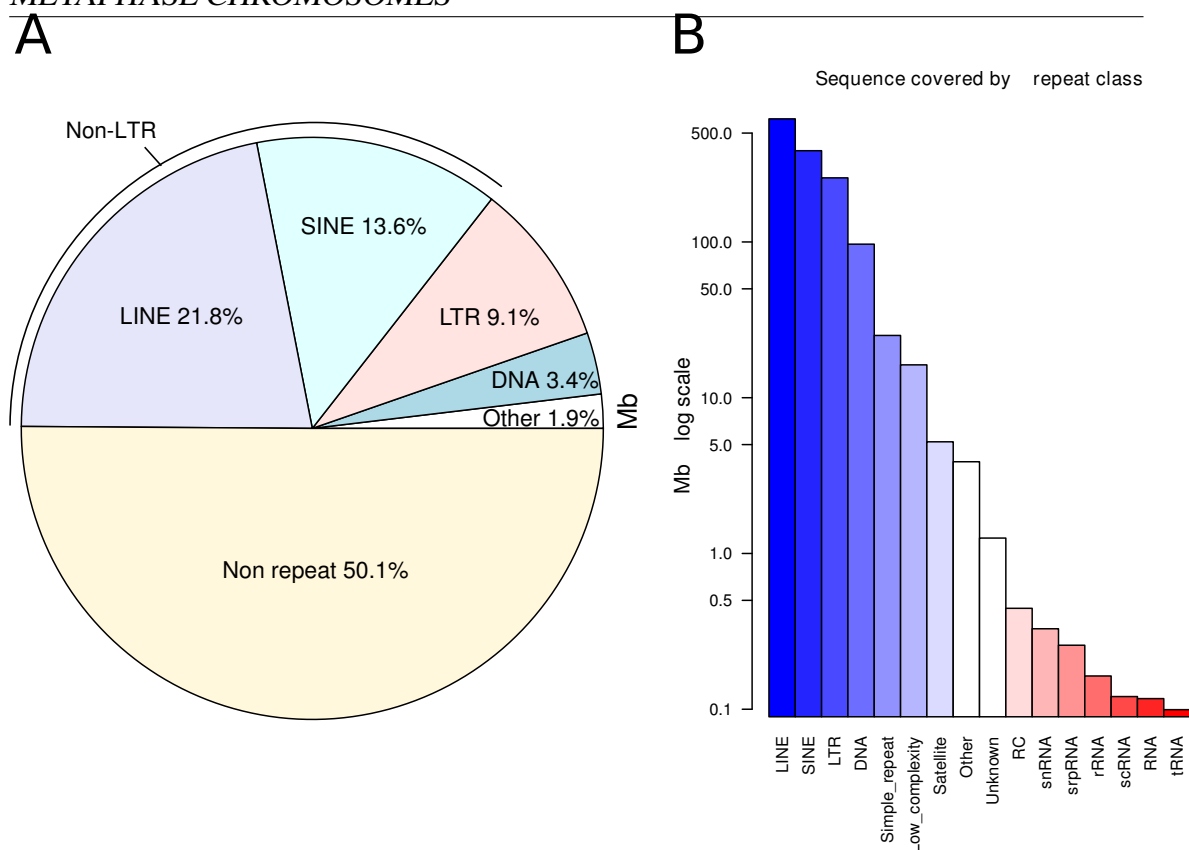 METAPHASE CHROMOSOMES
A
B
Non-LTR
SINE 13.6%
LINE 21.8%
LTR 9.1%
DNA 3.4%
Other 1.9%
Non repeat 50.1%
Mb
Sequence covered by repeat class
Mb log scale
500.0
100.0
50.0
10.0
5.0
1.0
0.5
0.1
LINE
SINE
LTR
DNA
Simple_repeat
Low_complexity
Satellite
Other
Unknown
RC
snRNA
srpRNA
rRNA
scRNA
RNA
tRNA